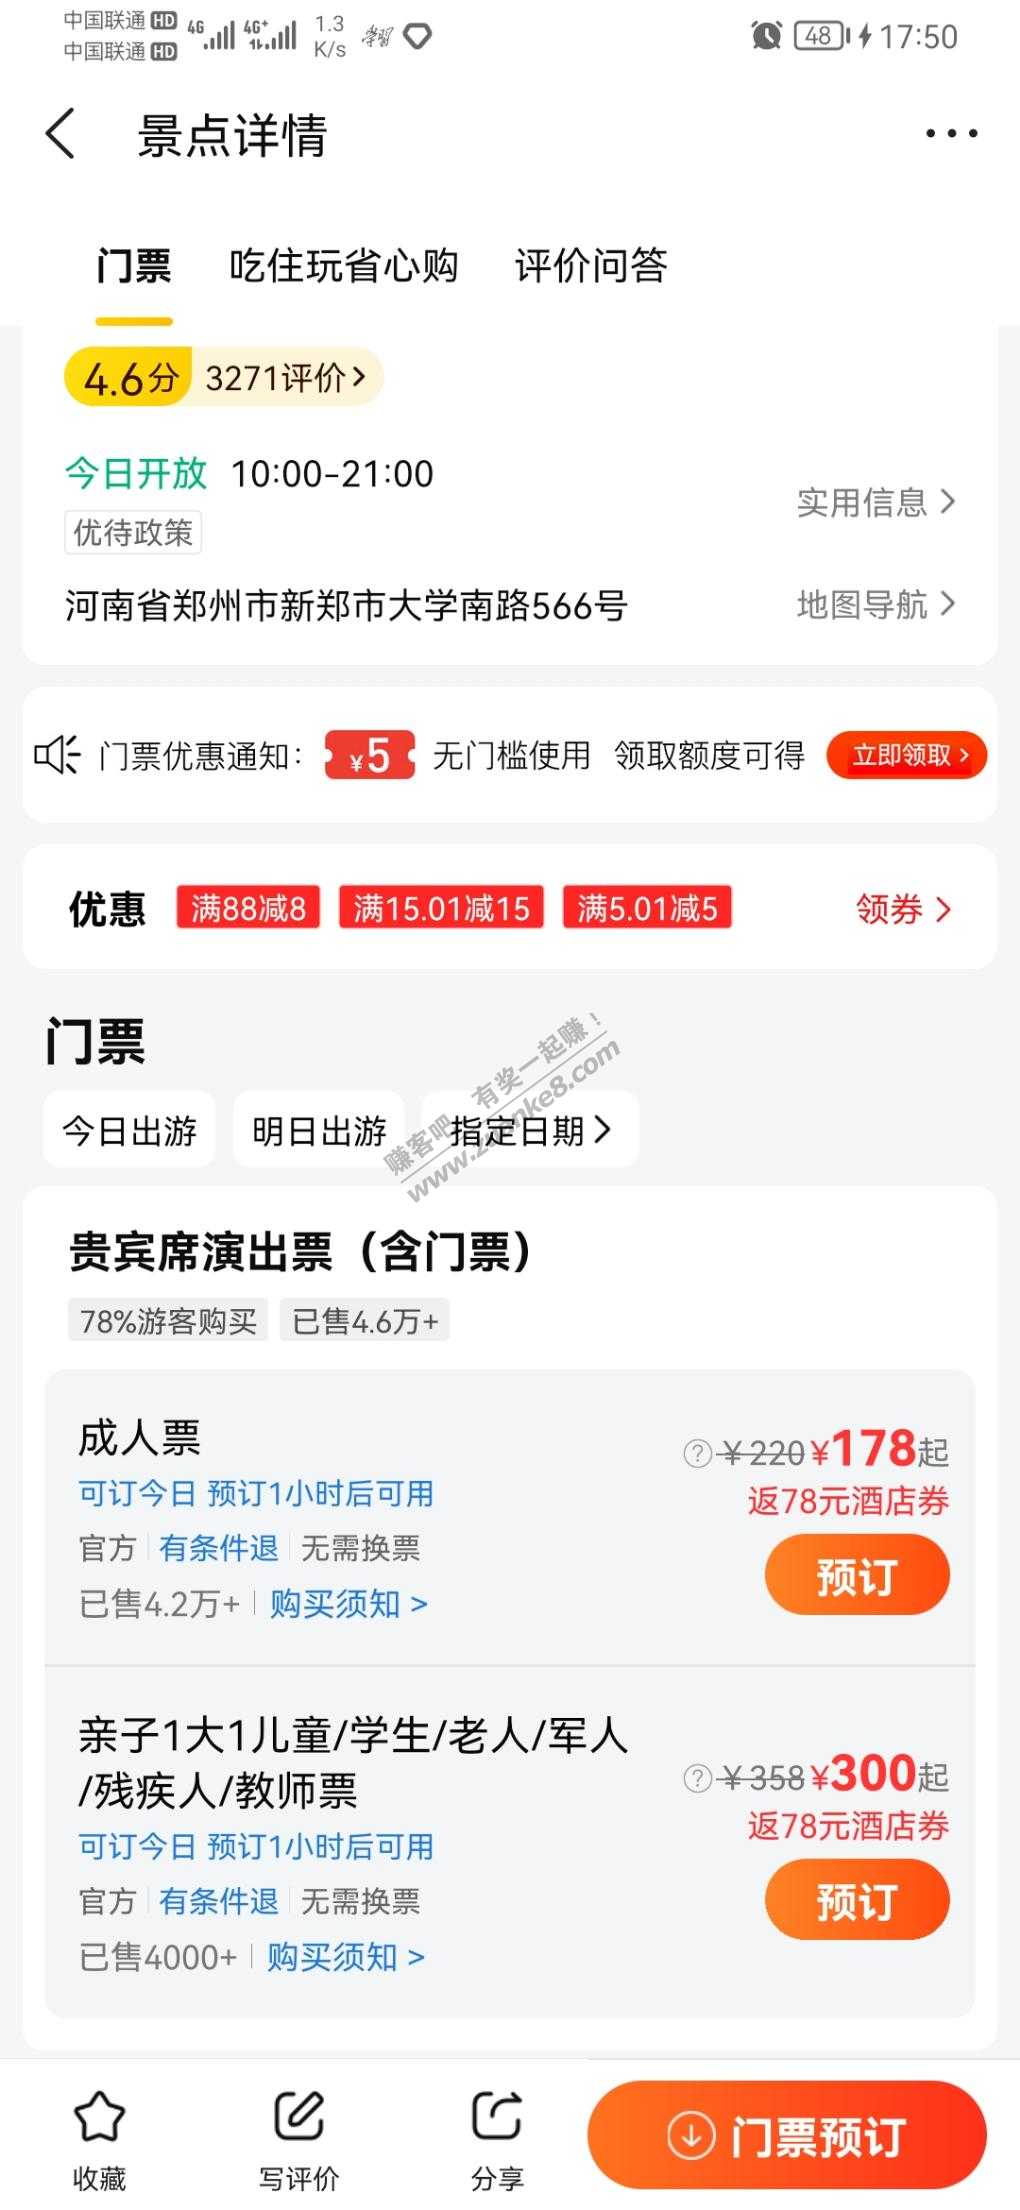 中国联通 HD
中国联通 HD
4G
4G+
1.3
K/s
学习
48
17:50
景点详情
门票
吃住玩省心购
评价问答
4.6分
3271评价>
今日开放 10:00-21:00
优待政策
实用信息 >
河南省郑州市新郑市大学南路566号
地图导航 >
门票优惠通知: ¥5 无门槛使用 领取额度可得
立即领取 >
优惠 满88减8 满15.01减15 满5.01减5
领券 >
门票
今日出游
明日出游
指定日期>
赚客吧,有奖一起赚!
www.zuanke8.com
贵宾席演出票（含门票）
78%游客购买
已售4.6万+
成人票
?¥220 ¥178起
可订今日 预订1小时后可用
返78元酒店券
官方 有条件退 无需换票
预订
已售4.2万+ 购买须知 >
亲子1大1儿童/学生/老人/军人
/残疾人/教师票
?¥358 ¥300起
可订今日 预订1小时后可用
返78元酒店券
官方 有条件退 无需换票
预订
已售4000+ 购买须知 >
收藏
写评价
分享
门票预订